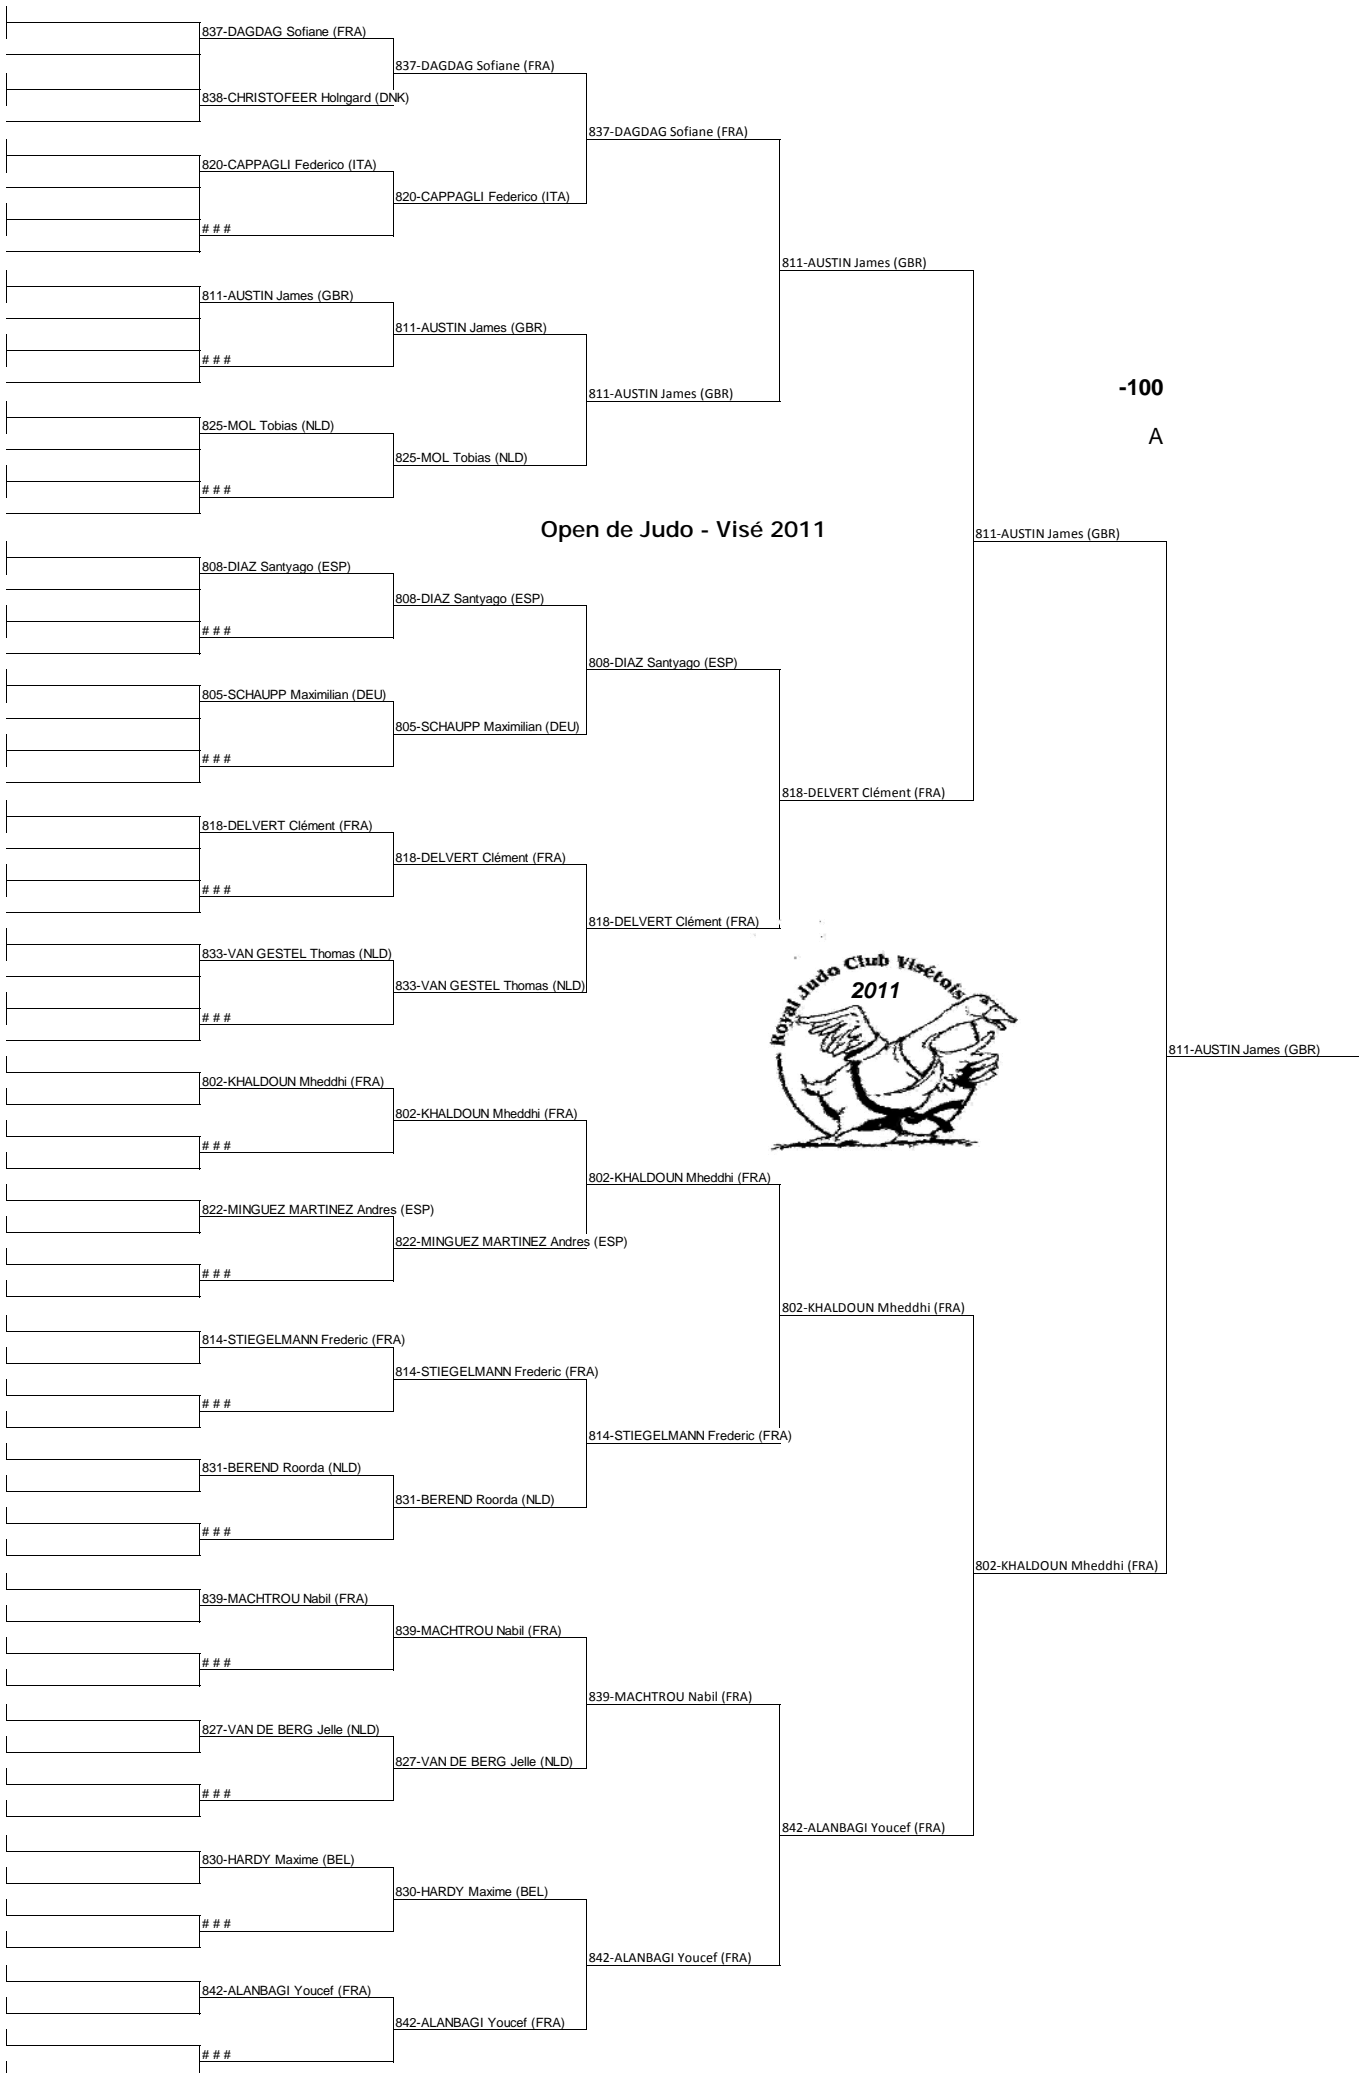 837-DAGDAG Sofiane (FRA)
837-DAGDAG Sofiane (FRA)
838-CHRISTOFEER Holngard (DNK)
837-DAGDAG Sofiane (FRA)
820-CAPPAGLI Federico (ITA)
820-CAPPAGLI Federico (ITA)
# # #
811-AUSTIN James (GBR)
811-AUSTIN James (GBR)
811-AUSTIN James (GBR)
# # #
811-AUSTIN James (GBR)
-100
825-MOL Tobias (NLD)
A
825-MOL Tobias (NLD)
# # #
Open de Judo - Visé 2011
811-AUSTIN James (GBR)
808-DIAZ Santyago (ESP)
808-DIAZ Santyago (ESP)
# # #
808-DIAZ Santyago (ESP)
805-SCHAUPP Maximilian (DEU)
805-SCHAUPP Maximilian (DEU)
# # #
818-DELVERT Clément (FRA)
818-DELVERT Clément (FRA)
818-DELVERT Clément (FRA)
# # #
818-DELVERT Clément (FRA)
833-VAN GESTEL Thomas (NLD)
Royal Judo Club Visétois
833-VAN GESTEL Thomas (NLD)
2011
# # #
811-AUSTIN James (GBR)
802-KHALDOUN Mheddhi (FRA)
802-KHALDOUN Mheddhi (FRA)
# # #
802-KHALDOUN Mheddhi (FRA)
822-MINGUEZ MARTINEZ Andres (ESP)
822-MINGUEZ MARTINEZ Andres (ESP)
# # #
802-KHALDOUN Mheddhi (FRA)
814-STIEGELMANN Frederic (FRA)
814-STIEGELMANN Frederic (FRA)
# # #
814-STIEGELMANN Frederic (FRA)
831-BEREND Roorda (NLD)
831-BEREND Roorda (NLD)
# # #
802-KHALDOUN Mheddhi (FRA)
839-MACHTROU Nabil (FRA)
839-MACHTROU Nabil (FRA)
# # #
839-MACHTROU Nabil (FRA)
827-VAN DE BERG Jelle (NLD)
827-VAN DE BERG Jelle (NLD)
# # #
842-ALANBAGI Youcef (FRA)
830-HARDY Maxime (BEL)
830-HARDY Maxime (BEL)
# # #
842-ALANBAGI Youcef (FRA)
842-ALANBAGI Youcef (FRA)
842-ALANBAGI Youcef (FRA)
# # #